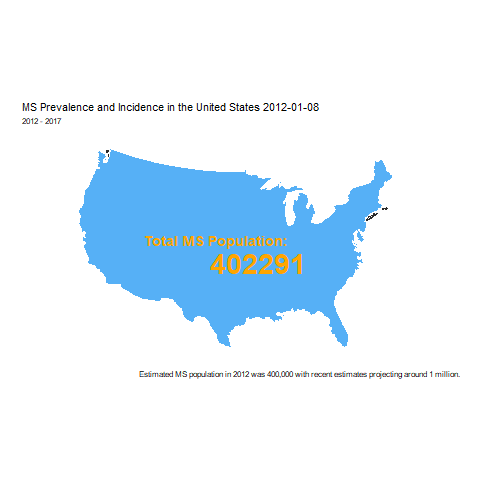 MS Prevalence and Incidence in the United States 2012-01-08
2012 - 2017
Total MS Population:
402291
Estimated MS population in 2012 was 400,000 with recent estimates projecting around 1 million.